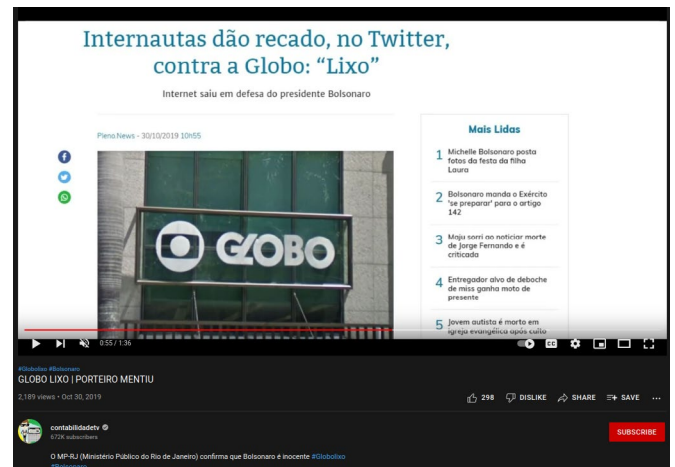 Internautas dão recado, no Twitter,
contra a Globo: “Lixo”
Internet saiu em defesa do presidente Bolsonaro
Pleno.News - 30/10/2019 10h55
GLOBO
Mais Lidas
1 Michelle Bolsonaro posta
fotos da festa da filha
Laura
2 Bolsonaro manda o Exército
'se preparar' para o artigo
142
3 Maju sorri ao noticiar morte
de Jorge Fernando e é
criticada
4 Entregador alvo de deboche
de miss ganha moto de
presente
5 Jovem autista é morto em
igreja evangélica após culto
0:55 / 1:36
CC
#Globolixo #Bolsonaro
GLOBO LIXO | PORTEIRO MENTIU
2,189 views • Oct 30, 2019
298 DISLIKE SHARE SAVE ...
contabilidadetv
672K subscribers
SUBSCRIBE
O MP-RJ (Ministério Público do Rio de Janeiro) confirma que Bolsonaro é inocente #Globolixo
#Bolsonaro